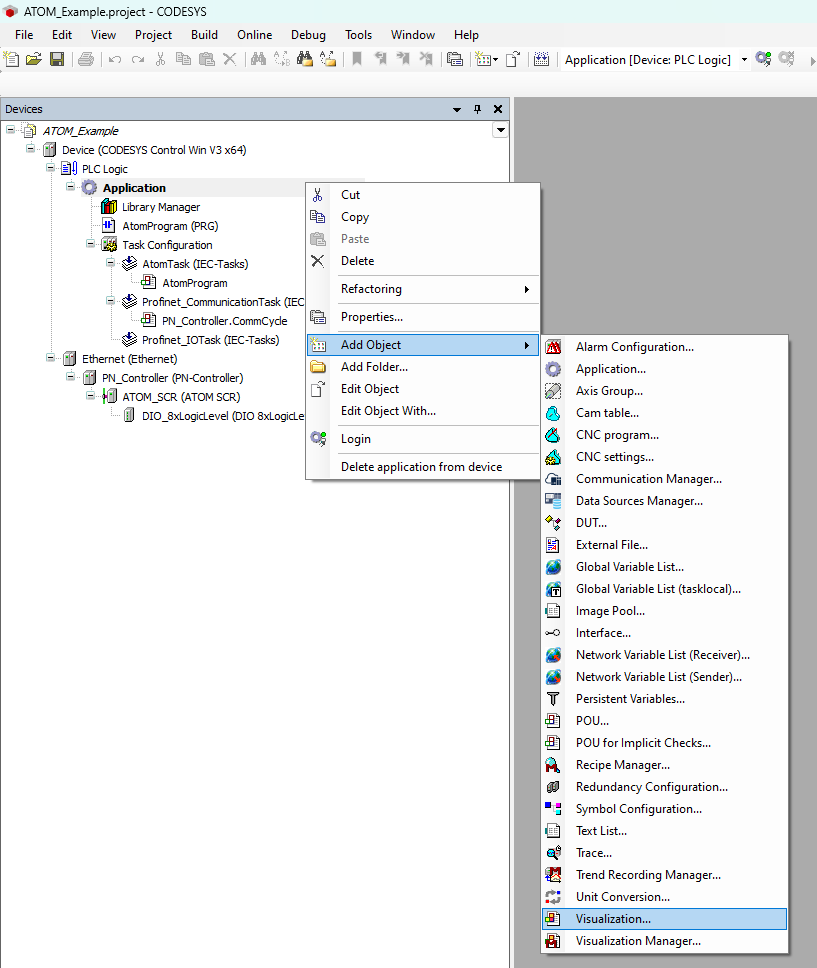 ATOM_Example.project - CODESYS
File Edit View Project Build Online Debug Tools Window Help
Application [Device: PLC Logic]
Devices
ATOM_Example
Device (CODESYS Control Win V3 x64)
PLC Logic
Application
Library Manager
AtomProgram (PRG)
Task Configuration
AtomTask (IEC-Tasks)
AtomProgram
Profinet_CommunicationTask (IEC
PN_Controller.CommCycle
Profinet_IOTask (IEC-Tasks)
Ethernet (Ethernet)
PN_Controller (PN-Controller)
ATOM_SCR (ATOM SCR)
DIO_8xLogicLevel (DIO 8xLogicLe
Cut
Copy
Paste
Delete
Refactoring
Properties...
Add Object
Add Folder...
Edit Object
Edit Object With...
Login
Delete application from device
Alarm Configuration...
Application...
Axis Group...
Cam table...
CNC program...
CNC settings...
Communication Manager...
Data Sources Manager...
DUT...
External File...
Global Variable List...
Global Variable List (tasklocal)...
Image Pool...
Interface...
Network Variable List (Receiver)...
Network Variable List (Sender)...
Persistent Variables...
POU...
POU for Implicit Checks...
Recipe Manager...
Redundancy Configuration...
Symbol Configuration...
Text List...
Trace...
Trend Recording Manager...
Unit Conversion...
Visualization...
Visualization Manager...